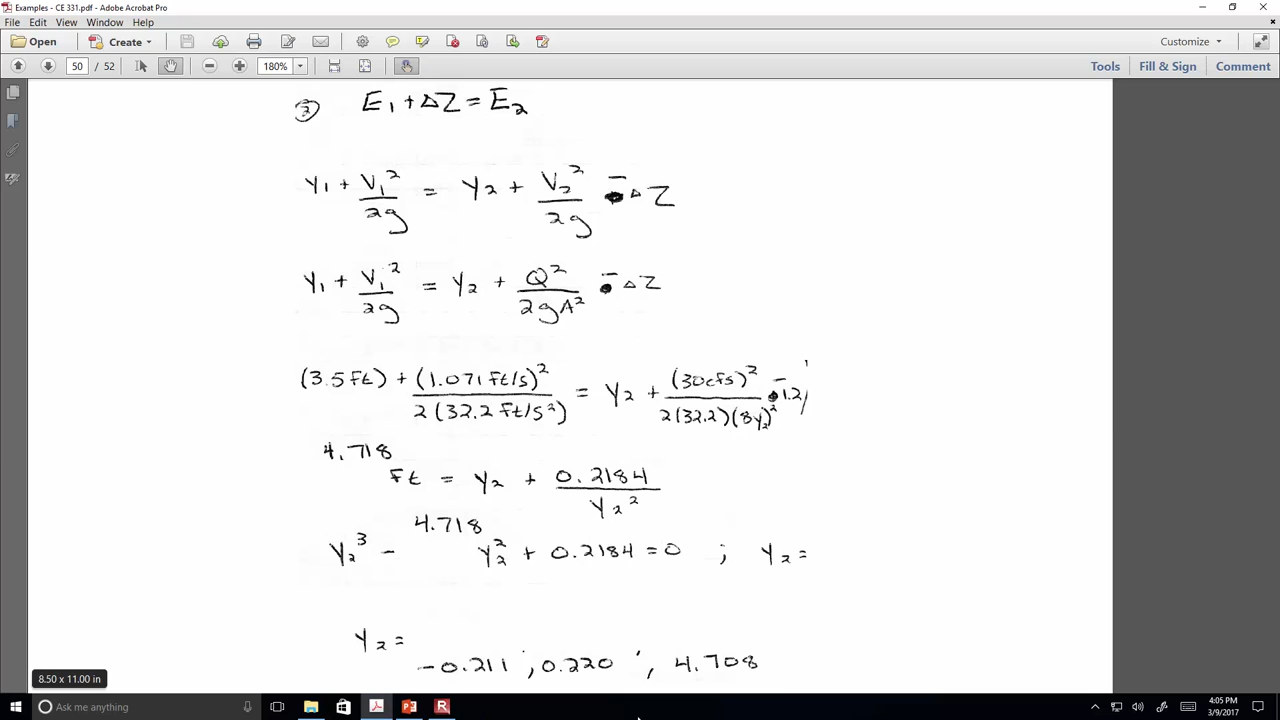 Examples - CE 331.pdf - Adobe Acrobat Pro
File Edit View Window Help
Open Create Customize
50 / 52 180% Tools Fill & Sign Comment
② E₁ + ΔZ = E₂
Y₁ + V₁²/2g = Y₂ + V₂²/2g - ΔZ
Y₁ + V₁²/2g = Y₂ + Q²/2gA² - ΔZ
(3.5ft) + (1.071 ft/s)²/2(32.2 ft/s²) = Y₂ + (30cfs)²/2(32.2)(8y₂)² - 1.2'
4.718 ft = Y₂ + 0.2184/Y₂²
Y₂³ - 4.718 Y₂² + 0.2184 = 0 ; Y₂ =
Y₂ =
-0.211 ', 0.220 ', 4.708
8.50 x 11.00 in
Ask me anything
4:05 PM
3/9/2017